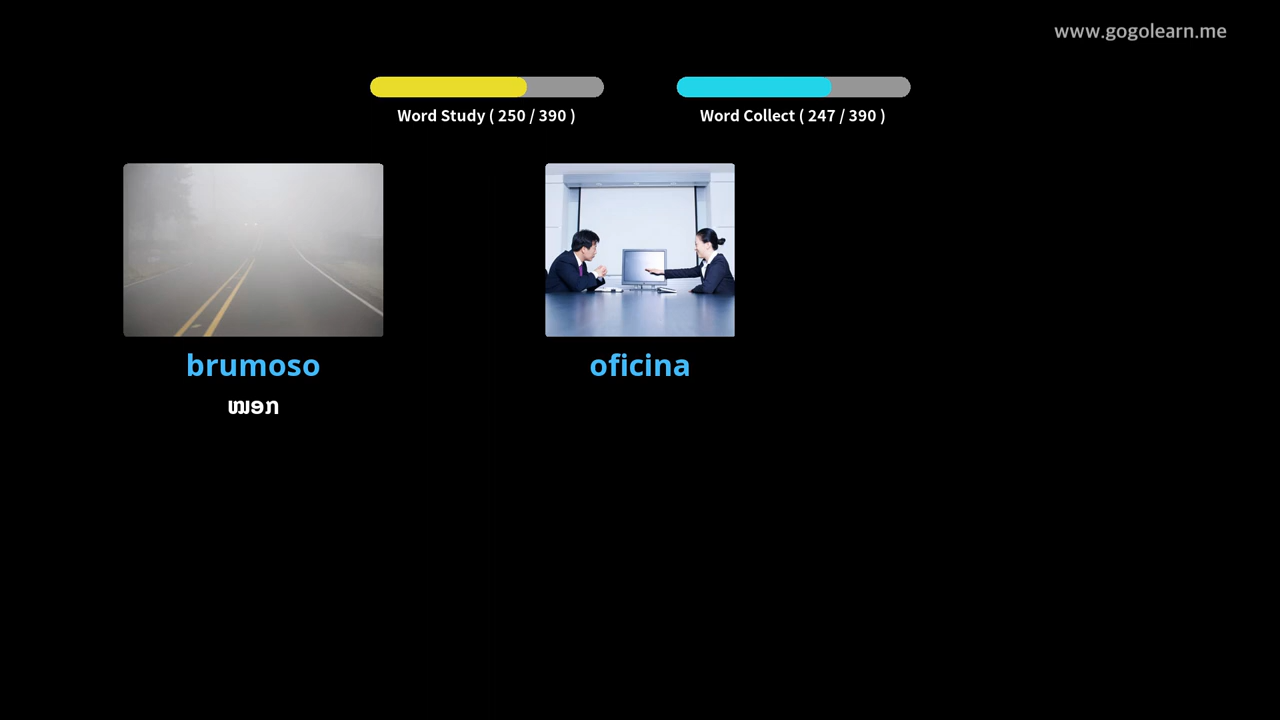 www.gogolearn.me
Word Study ( 250 / 390 )
Word Collect ( 247 / 390 )
brumoso
oficina
ໝອກ